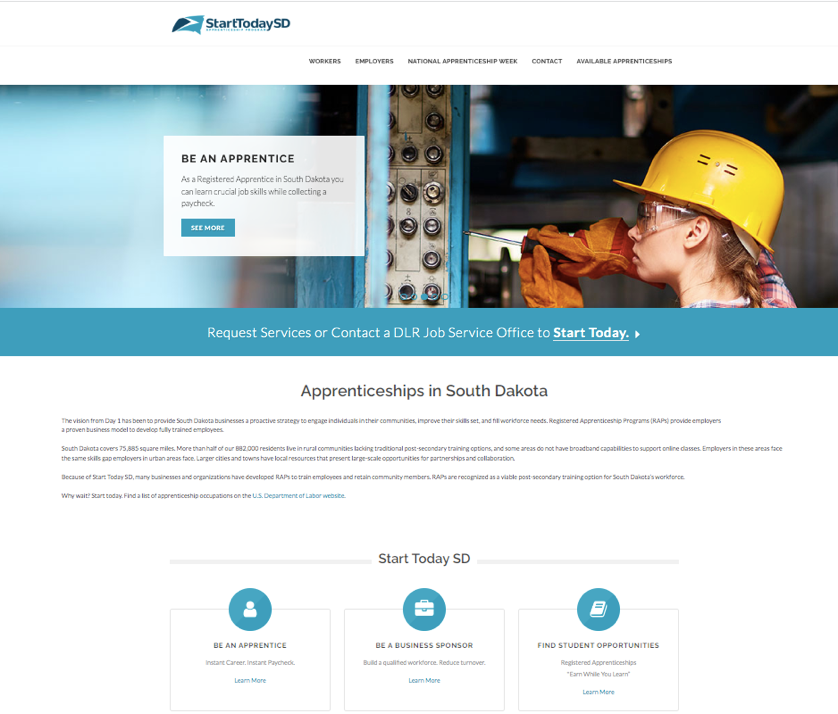 StartTodaySD
APPRENTICESHIP PROGRAM
WORKERS EMPLOYERS NATIONAL APPRENTICESHIP WEEK CONTACT AVAILABLE APPRENTICESHIPS
BE AN APPRENTICE
As a Registered Apprentice in South Dakota you
can learn crucial job skills while collecting a
paycheck.
SEE MORE
Request Services or Contact a DLR Job Service Office to Start Today.
Apprenticeships in South Dakota
The vision from Day 1 has been to provide South Dakota businesses a proactive strategy to engage individuals in their communities, improve their skills set, and fill workforce needs. Registered Apprenticeship Programs (RAPs) provide employers
a proven business model to develop fully trained employees.
South Dakota covers 75,885 square miles. More than half of our 882,000 residents live in rural communities lacking traditional post-secondary training options, and some areas do not have broadband capabilities to support online classes. Employers in these areas face
the same skills gap employers in urban areas face. Larger cities and towns have local resources that present large-scale opportunities for partnerships and collaboration.
Because of Start Today SD, many businesses and organizations have developed RAPs to train employees and retain community members. RAPs are recognized as a viable post-secondary training option for South Dakota's workforce.
Why wait? Start today. Find a list of apprenticeship occupations on the U.S. Department of Labor website.
Start Today SD
BE AN APPRENTICE
Instant Career. Instant Paycheck.
Learn More
BE A BUSINESS SPONSOR
Build a qualified workforce. Reduce turnover.
Learn More
FIND STUDENT OPPORTUNITIES
Registered Apprenticeships
"Earn While You Learn"
Learn More